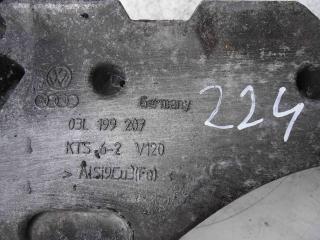 Germany
224
03L 199 207
KTS 6-2 V120
> AlSi9Cu3(Fe) <